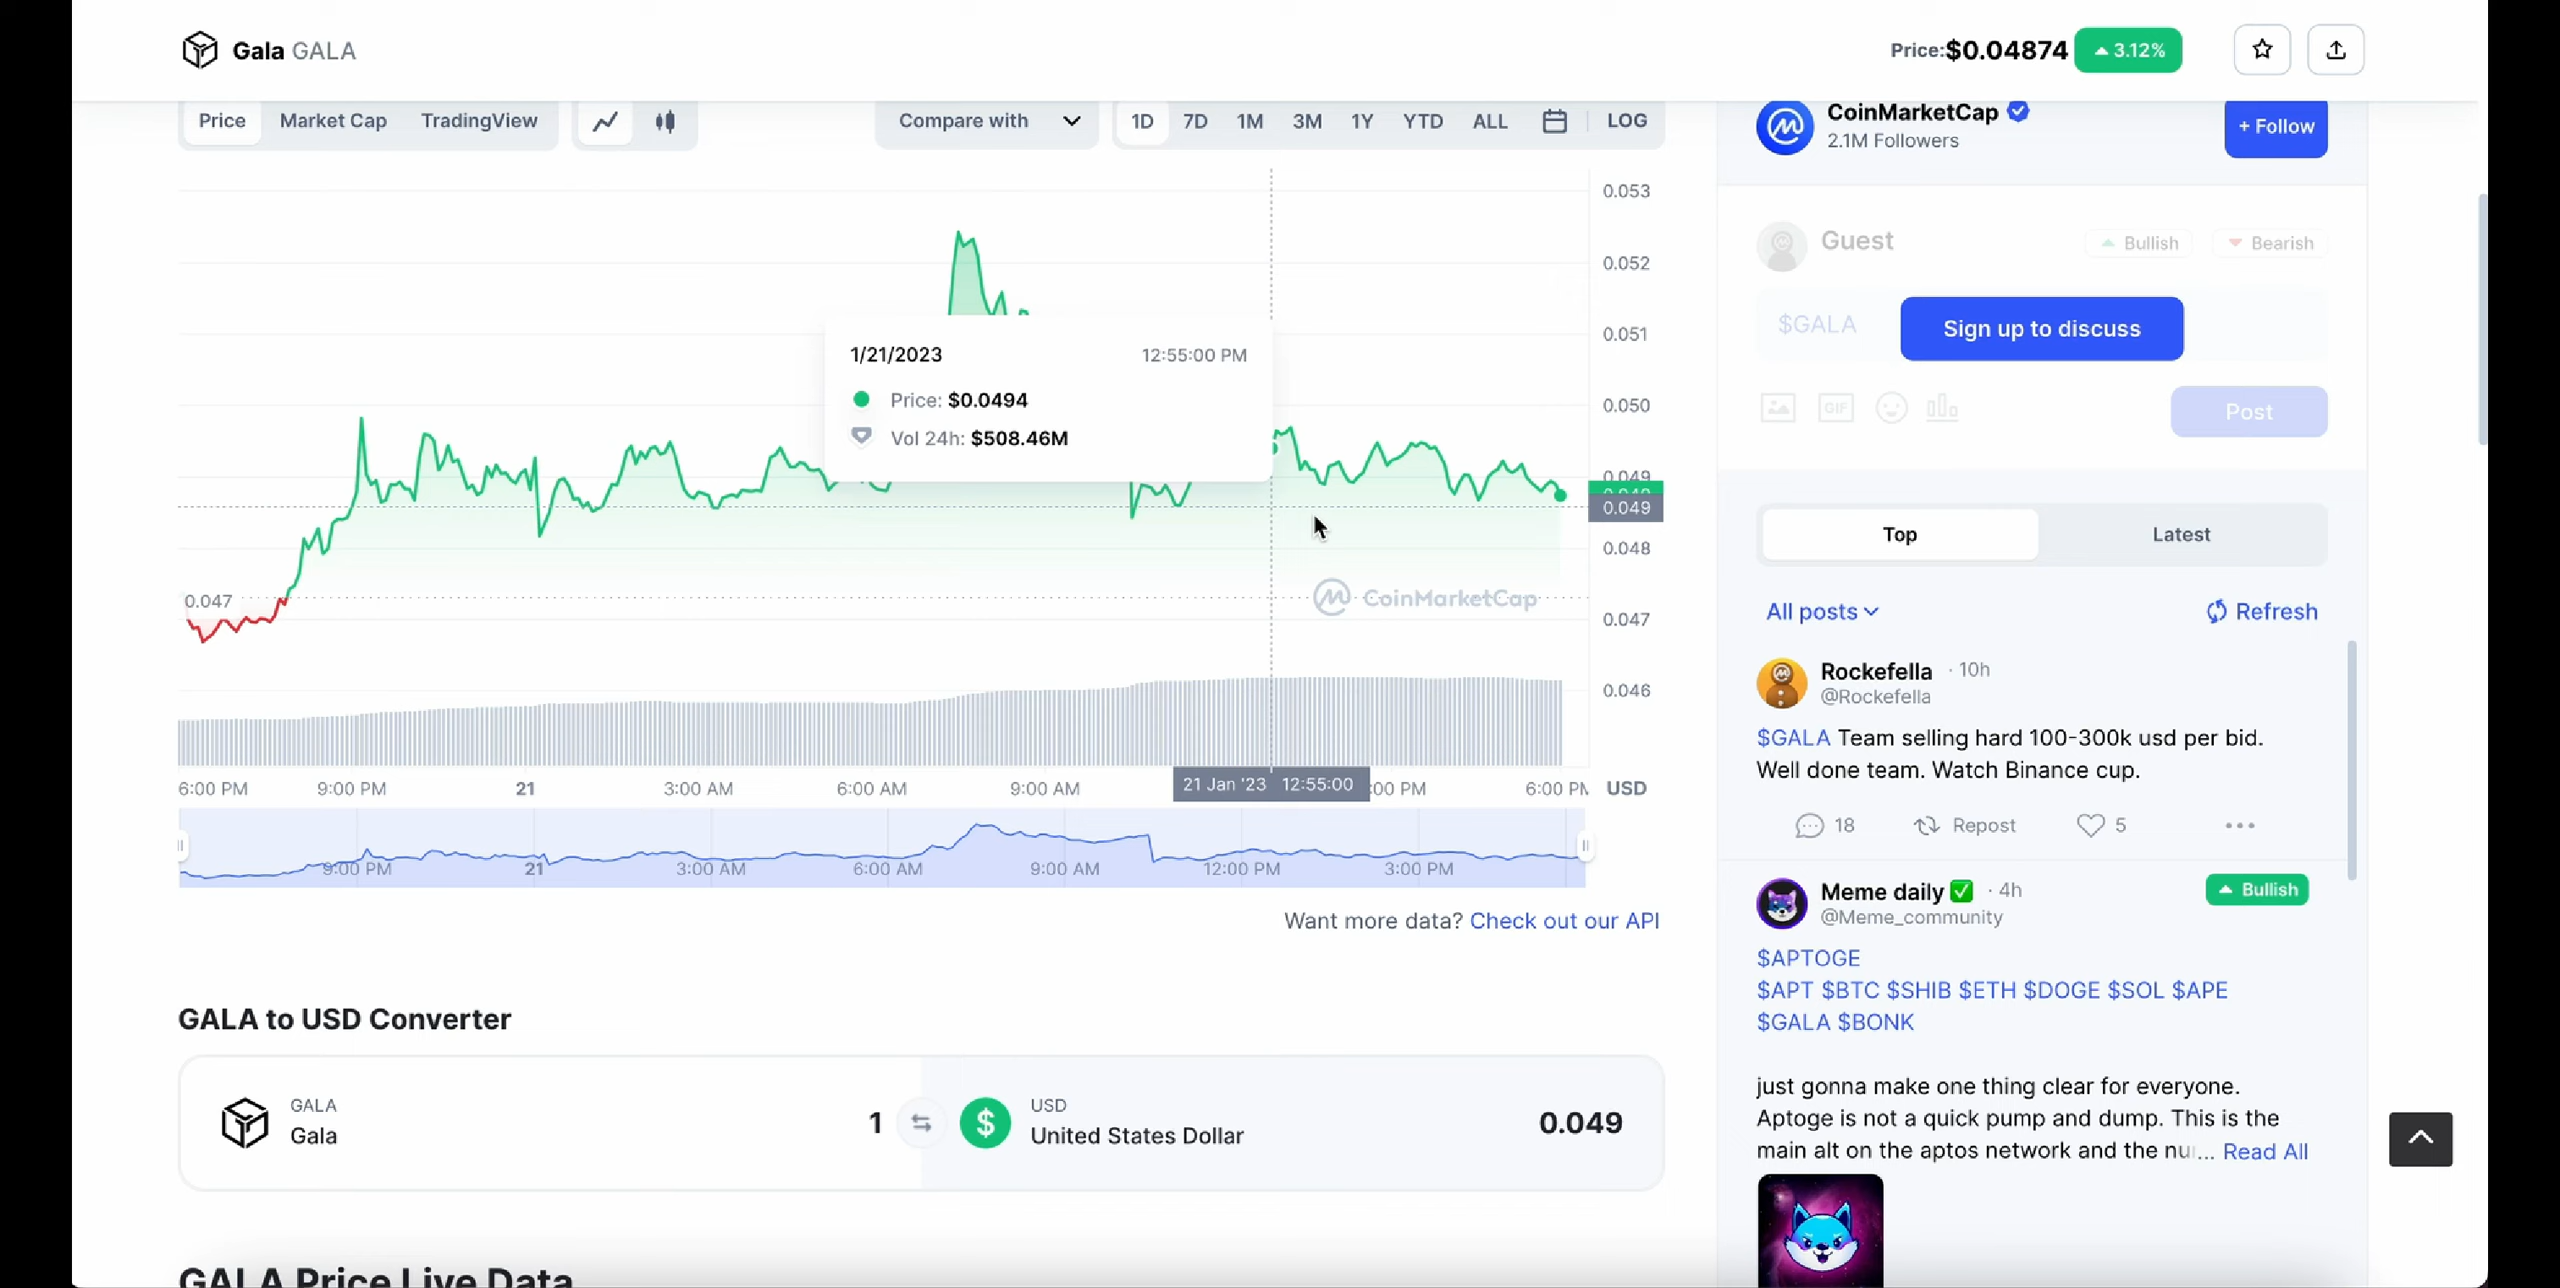 Gala GALA
Price:$0.04874 3.12%
Price Market Cap TradingView
Compare with 1D 7D 1M 3M 1Y YTD ALL LOG
0.053
0.052
0.051
0.050
0.049
0.049
0.048
0.047
0.046
0.047
1/21/2023 12:55:00 PM
Price: $0.0494
Vol 24h: $508.46M
CoinMarketCap
6:00 PM 9:00 PM 21 3:00 AM 6:00 AM 9:00 AM 21 Jan '23 12:55:00 :00 PM 6:00 PM USD
9:00 PM 21 3:00 AM 6:00 AM 9:00 AM 12:00 PM 3:00 PM
Want more data? Check out our API
GALA to USD Converter
GALA
Gala
1
USD
United States Dollar
0.049
GALA Price Live Data
CoinMarketCap
2.1M Followers
+ Follow
Guest
Bullish Bearish
$GALA
Sign up to discuss
GIF
Post
Top Latest
All posts Refresh
Rockefella · 10h
@Rockefella
$GALA Team selling hard 100-300k usd per bid.
Well done team. Watch Binance cup.
18 Repost 5
Meme daily ✅ · 4h
@Meme_community
Bullish
$APTOGE
$APT $BTC $SHIB $ETH $DOGE $SOL $APE
$GALA $BONK
just gonna make one thing clear for everyone.
Aptoge is not a quick pump and dump. This is the
main alt on the aptos network and the nu... Read All